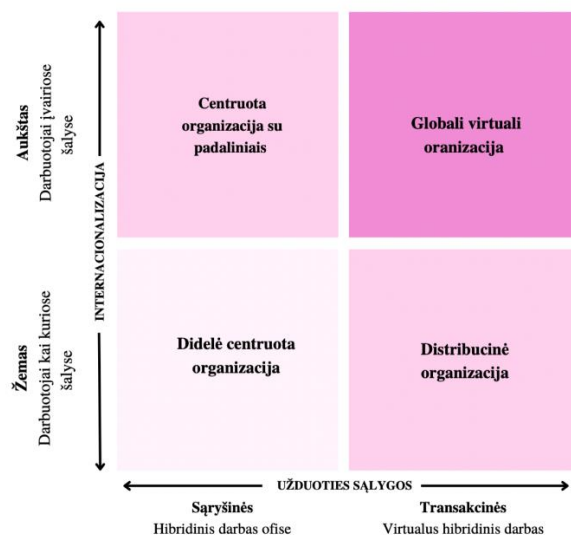 Aukštas
Darbuotojai įvairiose
šalyse
Žemas
Darbuotojai kai kuriose
šalyse
INTERNACIONALIZACIJA
Centruota
organizacija su
padaliniais
Globali virtuali
oranizacija
Didelė centruota
organizacija
Distribucinė
organizacija
UŽDUOTIES SĄLYGOS
Sąryšinės
Hibridinis darbas ofise
Transakcinės
Virtualus hibridinis darbas